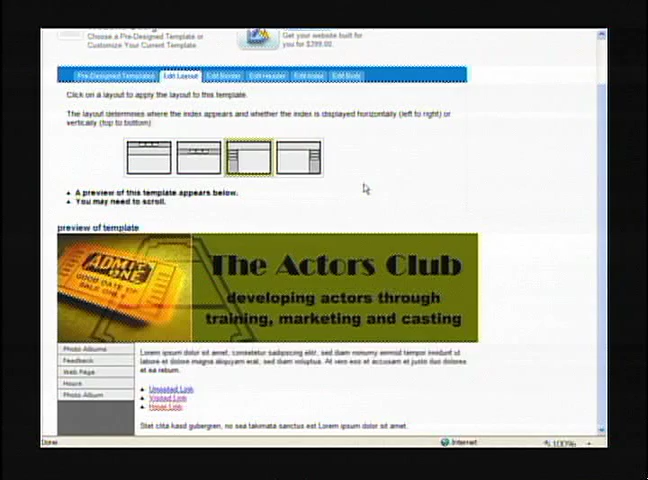 Choose a Pre-Designed Template or
Customize Your Current Template.
Get your website built for
you for $399.00.
Pre-Designed Templates Edit Layout Edit Border Edit Header Edit Index Edit Body
Click on a layout to apply the layout to this template.
The layout determines where the index appears and whether the index is displayed horizontally (left to right) or
vertically (top to bottom)
A preview of this template appears below.
You may need to scroll.
preview of template
ADMIT
ONE
GOOD DATE OF
SALE ONLY
The Actors Club
developing actors through
training, marketing and casting
Photo Albums
Feedback
Web Page
Hours
Photo Album
Lorem ipsum dolor sit amet, consetetur sadipscing elitr, sed diam nonumy eirmod tempor invidunt ut
labore et dolore magna aliquyam erat, sed diam voluptua. At vero eos et accusam et justo duo dolores
et ea rebum.
Unvisited Link
Visited Link
Hover Link
Stet clita kasd gubergren, no sea takimata sanctus est Lorem ipsum dolor sit amet.
Done
Internet
100%